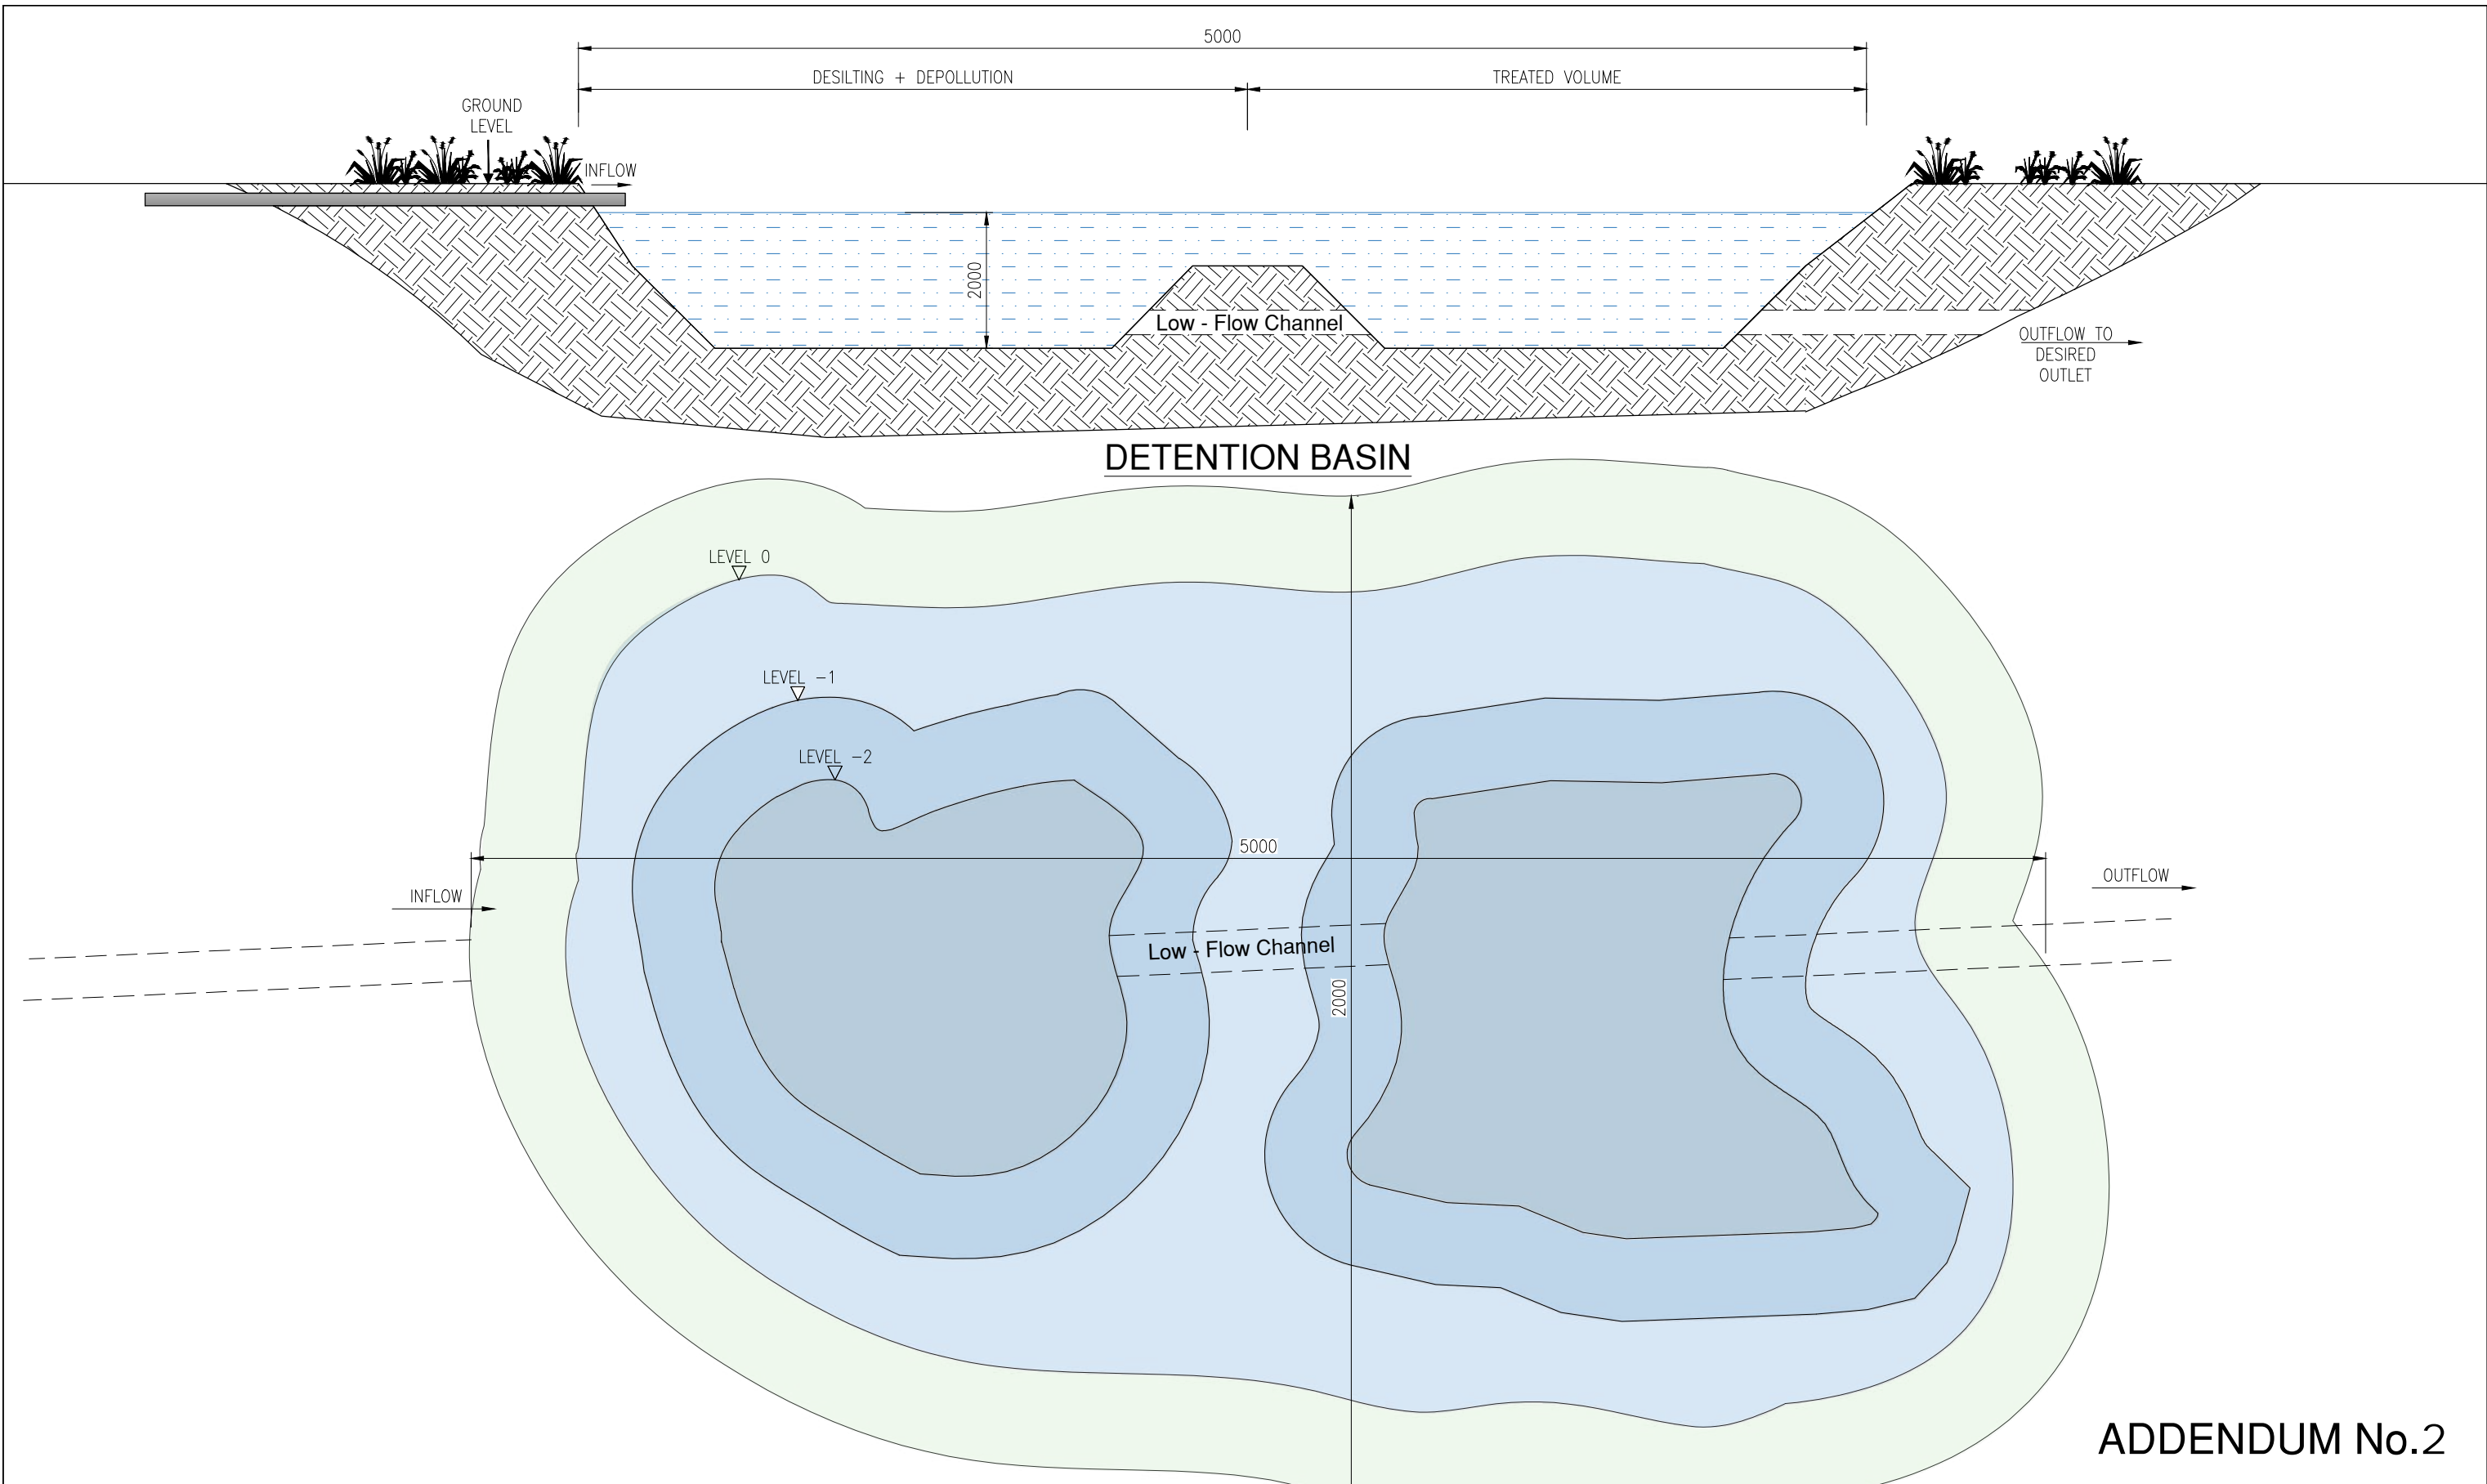 5000
DESILTING + DEPOLLUTION
TREATED VOLUME
GROUND
LEVEL
INFLOW
2000
Low - Flow Channel
OUTFLOW TO
DESIRED
OUTLET
DETENTION BASIN
LEVEL 0
LEVEL -1
LEVEL -2
5000
INFLOW
OUTFLOW
Low - Flow Channel
2000
ADDENDUM No.2